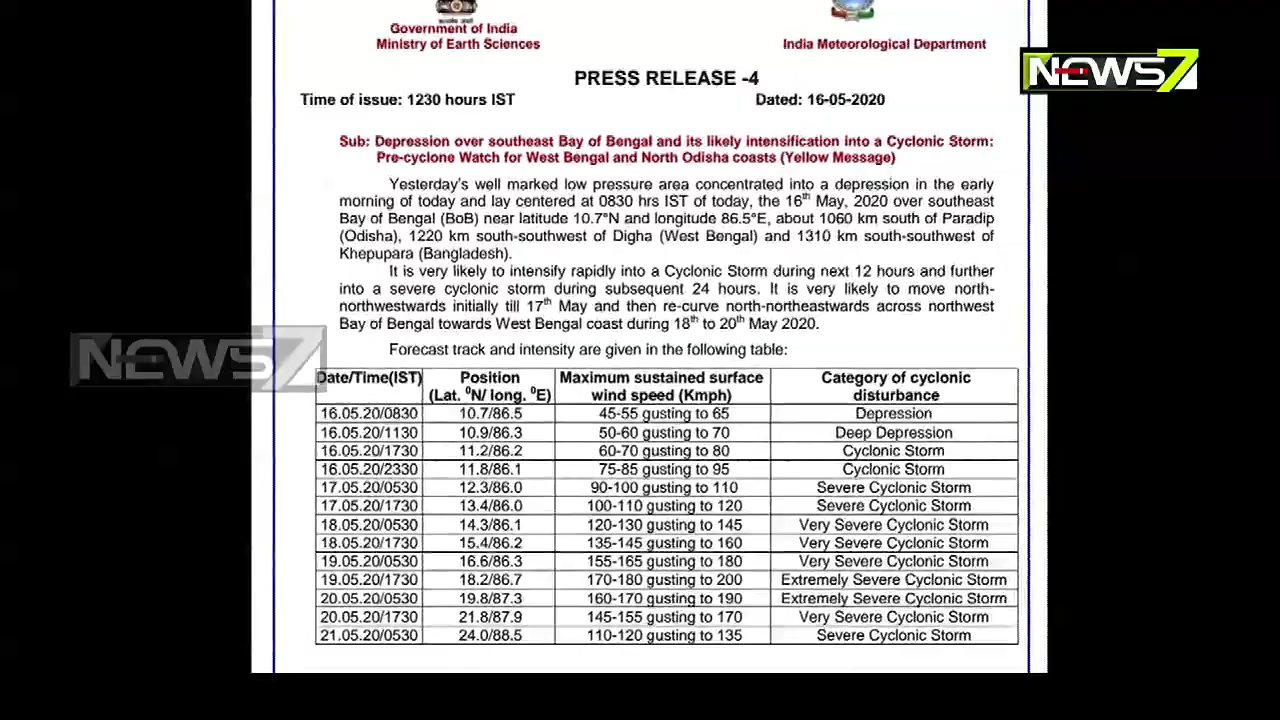 Government of India
Ministry of Earth Sciences
India Meteorological Department
NEWS7
PRESS RELEASE -4
Time of issue: 1230 hours IST Dated: 16-05-2020
Sub: Depression over southeast Bay of Bengal and its likely intensification into a Cyclonic Storm:
Pre-cyclone Watch for West Bengal and North Odisha coasts (Yellow Message)
Yesterday's well marked low pressure area concentrated into a depression in the early
morning of today and lay centered at 0830 hrs IST of today, the 16th May, 2020 over southeast
Bay of Bengal (BoB) near latitude 10.7°N and longitude 86.5°E, about 1060 km south of Paradip
(Odisha), 1220 km south-southwest of Digha (West Bengal) and 1310 km south-southwest of
Khepupara (Bangladesh).
It is very likely to intensify rapidly into a Cyclonic Storm during next 12 hours and further
into a severe cyclonic storm during subsequent 24 hours. It is very likely to move north-
northwestwards initially till 17th May and then re-curve north-northeastwards across northwest
Bay of Bengal towards West Bengal coast during 18th to 20th May 2020.
NEWS7
Forecast track and intensity are given in the following table:
Date/Time(IST) Position (Lat. ⁰N/ long. ⁰E) Maximum sustained surface wind speed (Kmph) Category of cyclonic disturbance
16.05.20/0830 10.7/86.5 45-55 gusting to 65 Depression
16.05.20/1130 10.9/86.3 50-60 gusting to 70 Deep Depression
16.05.20/1730 11.2/86.2 60-70 gusting to 80 Cyclonic Storm
16.05.20/2330 11.8/86.1 75-85 gusting to 95 Cyclonic Storm
17.05.20/0530 12.3/86.0 90-100 gusting to 110 Severe Cyclonic Storm
17.05.20/1730 13.4/86.0 100-110 gusting to 120 Severe Cyclonic Storm
18.05.20/0530 14.3/86.1 120-130 gusting to 145 Very Severe Cyclonic Storm
18.05.20/1730 15.4/86.2 135-145 gusting to 160 Very Severe Cyclonic Storm
19.05.20/0530 16.6/86.3 155-165 gusting to 180 Very Severe Cyclonic Storm
19.05.20/1730 18.2/86.7 170-180 gusting to 200 Extremely Severe Cyclonic Storm
20.05.20/0530 19.8/87.3 160-170 gusting to 190 Extremely Severe Cyclonic Storm
20.05.20/1730 21.8/87.9 145-155 gusting to 170 Very Severe Cyclonic Storm
21.05.20/0530 24.0/88.5 110-120 gusting to 135 Severe Cyclonic Storm